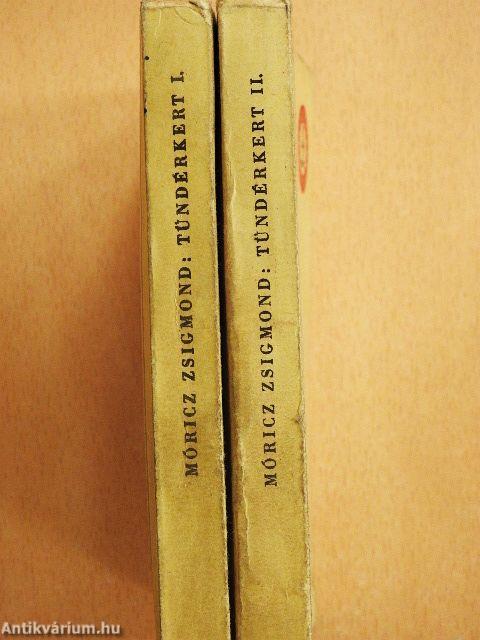 MÓRICZ ZSIGMOND: TÜNDÉRKERT I.
MÓRICZ ZSIGMOND: TÜNDÉRKERT II.
Antikvárium.hu